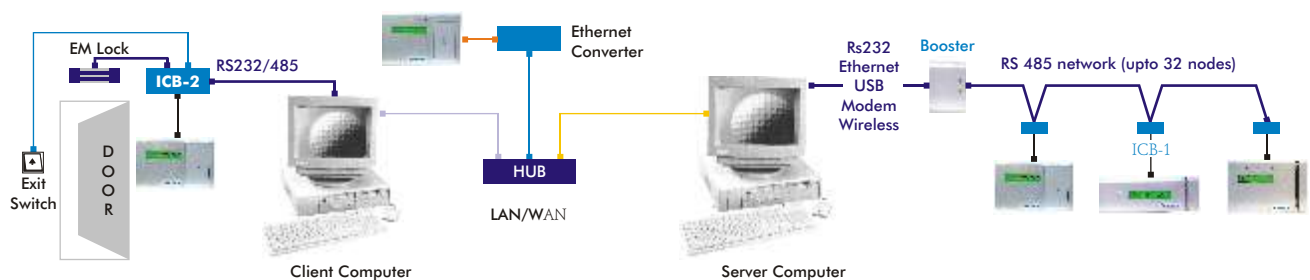 EM Lock
ICB-2
RS232/485
Exit
Switch
D
O
O
R
Client Computer
Ethernet
Converter
HUB
LAN/WAN
Server Computer
Rs232
Ethernet
USB
Modem
Wireless
Booster
RS 485 network (upto 32 nodes)
ICB-1